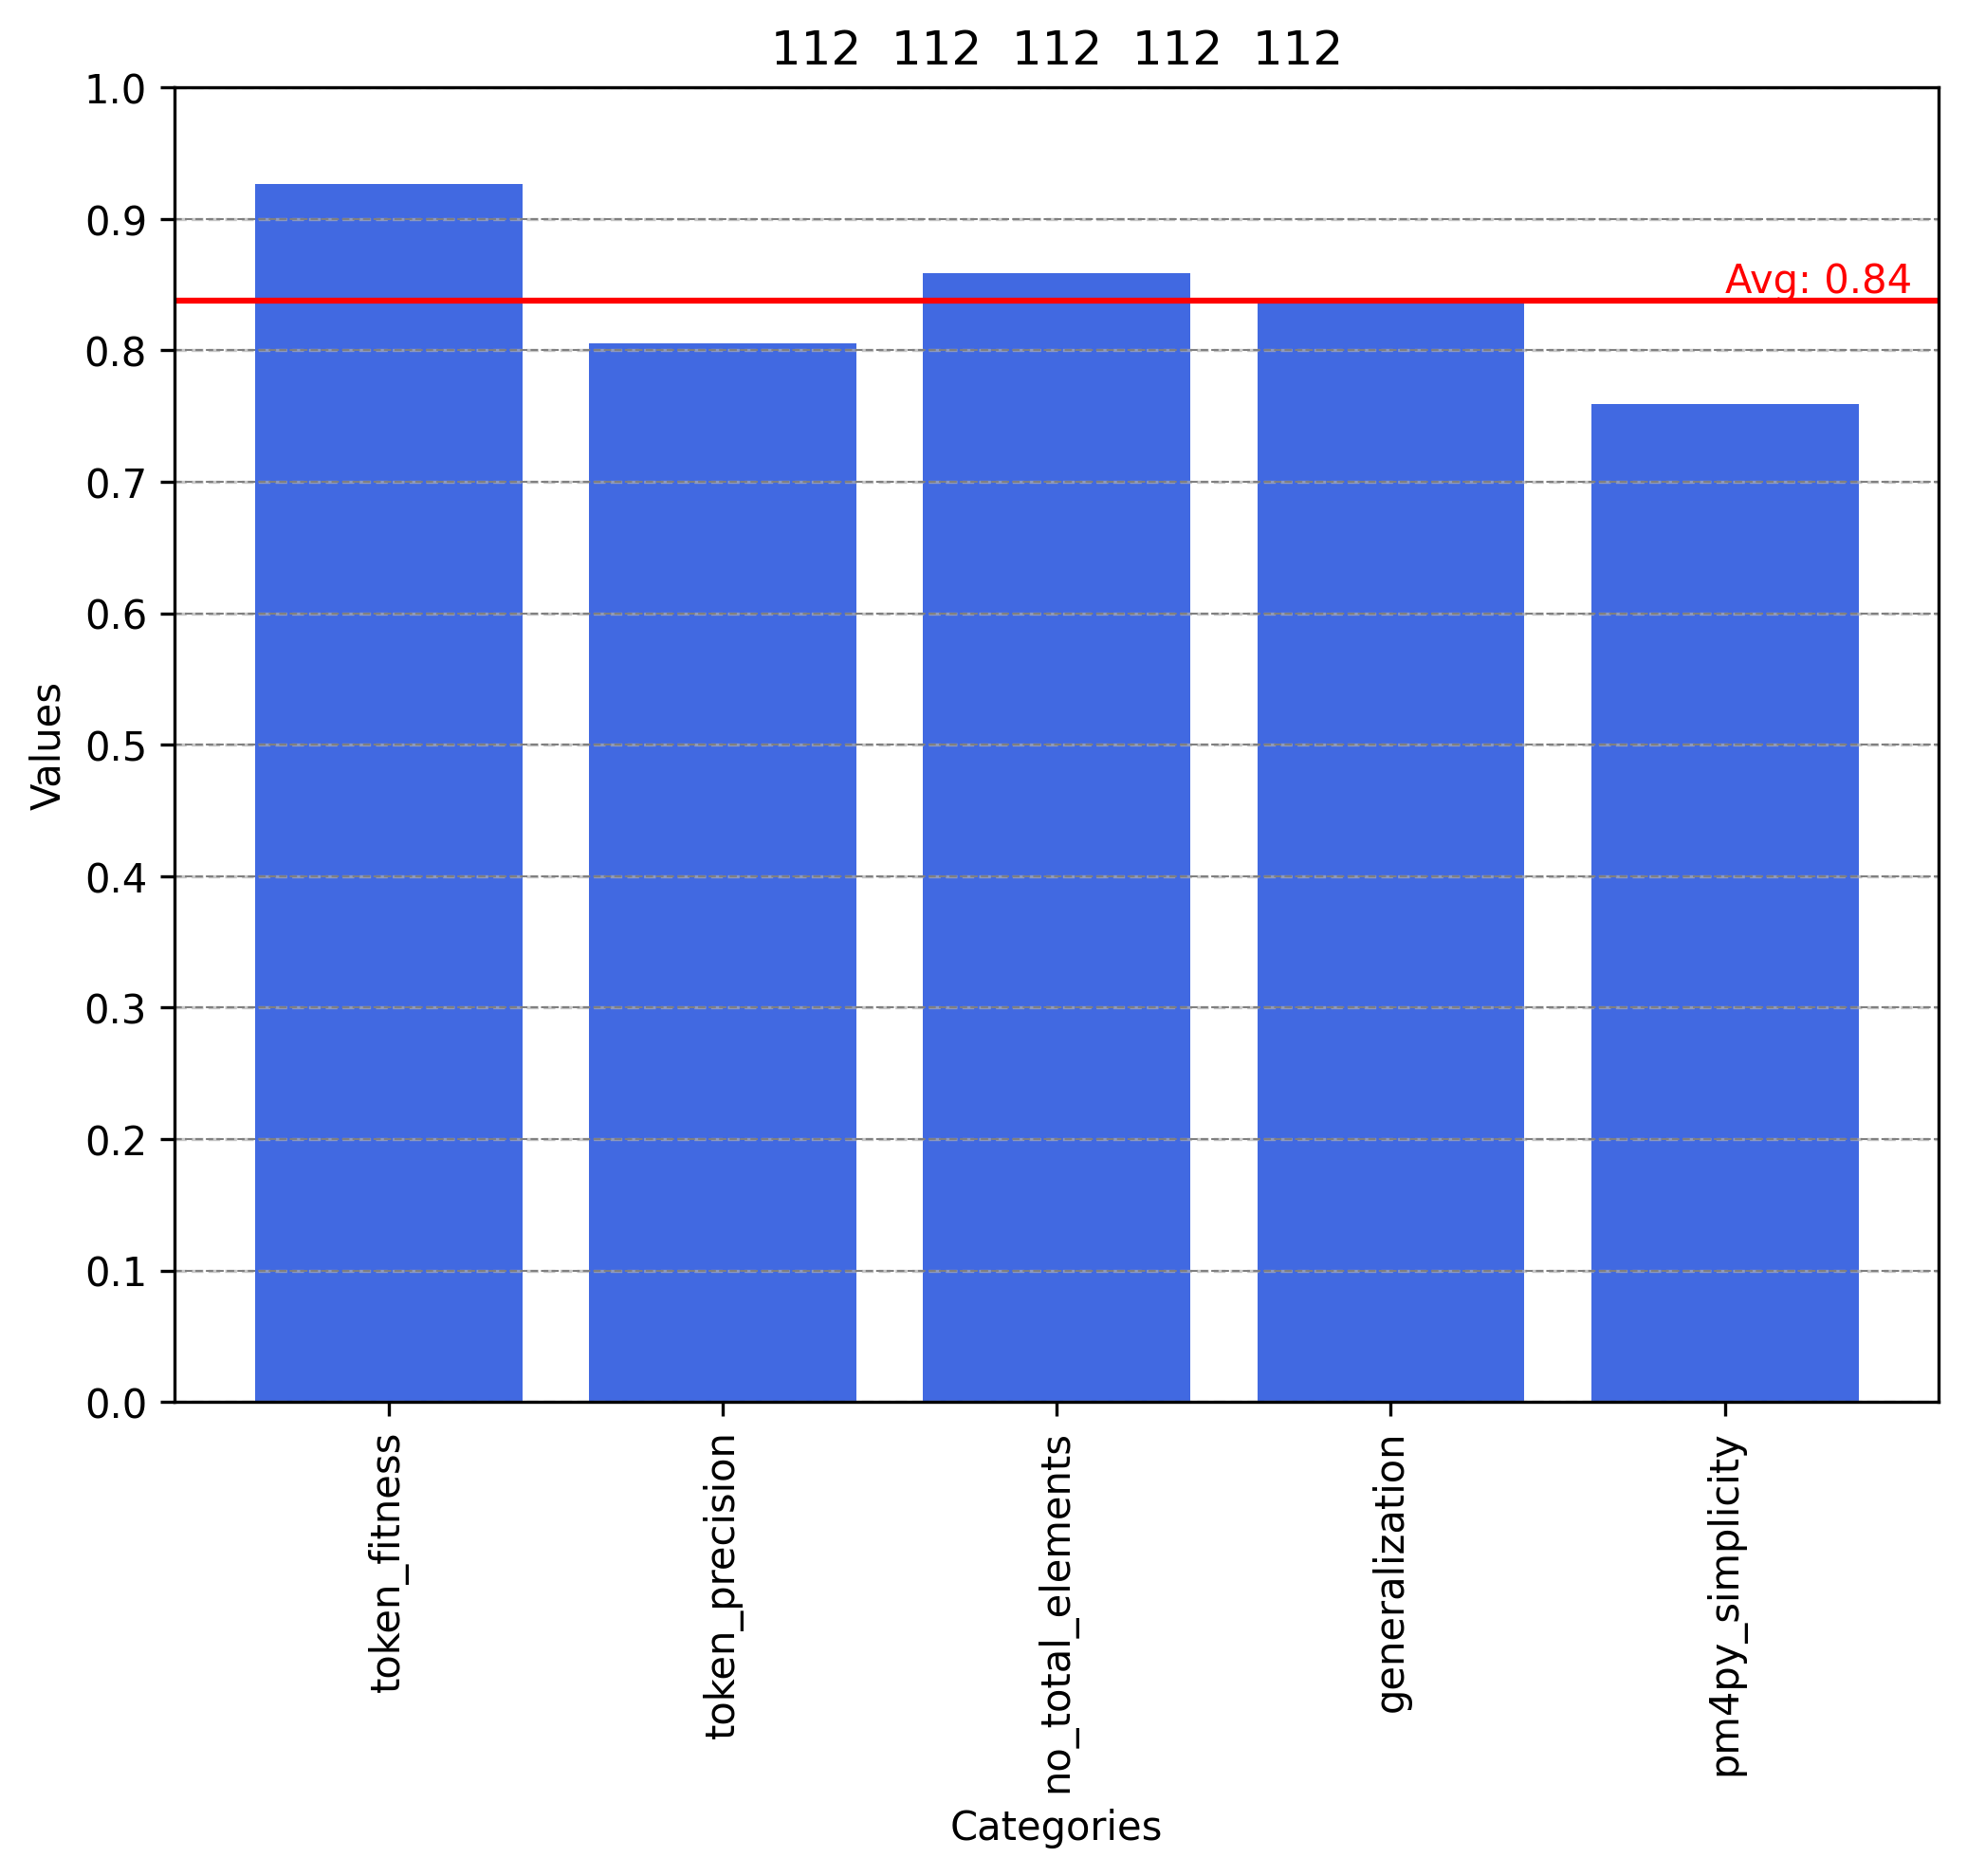 112 112 112 112 112
1.0
0.9
0.8
0.7
0.6
0.5
0.4
0.3
0.2
0.1
0.0
Values
Avg: 0.84
token_fitness
token_precision
no_total_elements
generalization
pm4py_simplicity
Categories